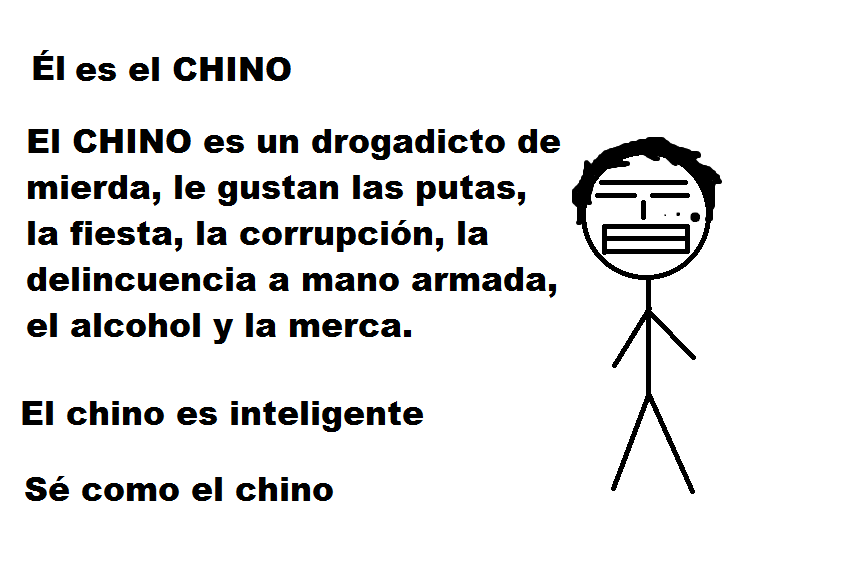 Él es el CHINO
El CHINO es un drogadicto de
mierda, le gustan las putas,
la fiesta, la corrupción, la
delincuencia a mano armada,
el alcohol y la merca.
El chino es inteligente
Sé como el chino